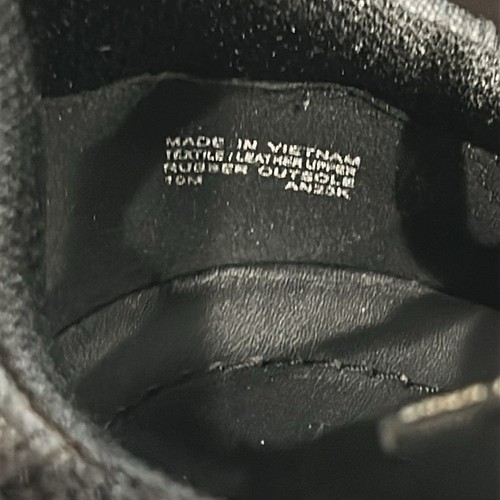 MADE IN VIETNAM
TEXTILE/LEATHER UPPER
RUBBER OUTSOLE
10M AN23K